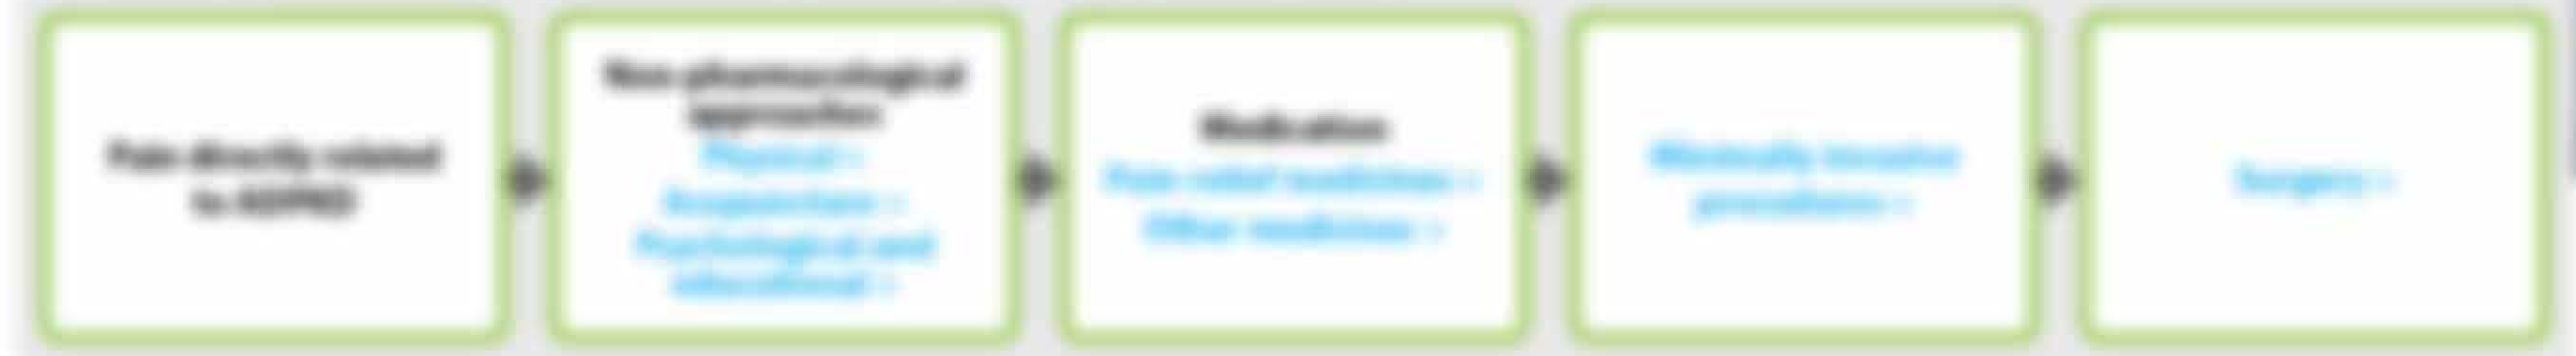 Pain directly related
to ADPKD
Non-pharmacological
approaches
Physical >
Acupuncture >
Psychological and
educational >
Medication
Pain relief medicines >
Other medicines >
Minimally invasive
procedures >
Surgery >